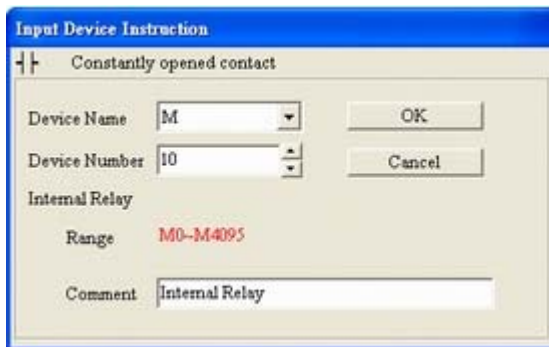 Input Device Instruction
Constantly opened contact
Device Name M OK
Device Number 10 Cancel
Internal Relay
Range M0~M4095
Comment Internal Relay